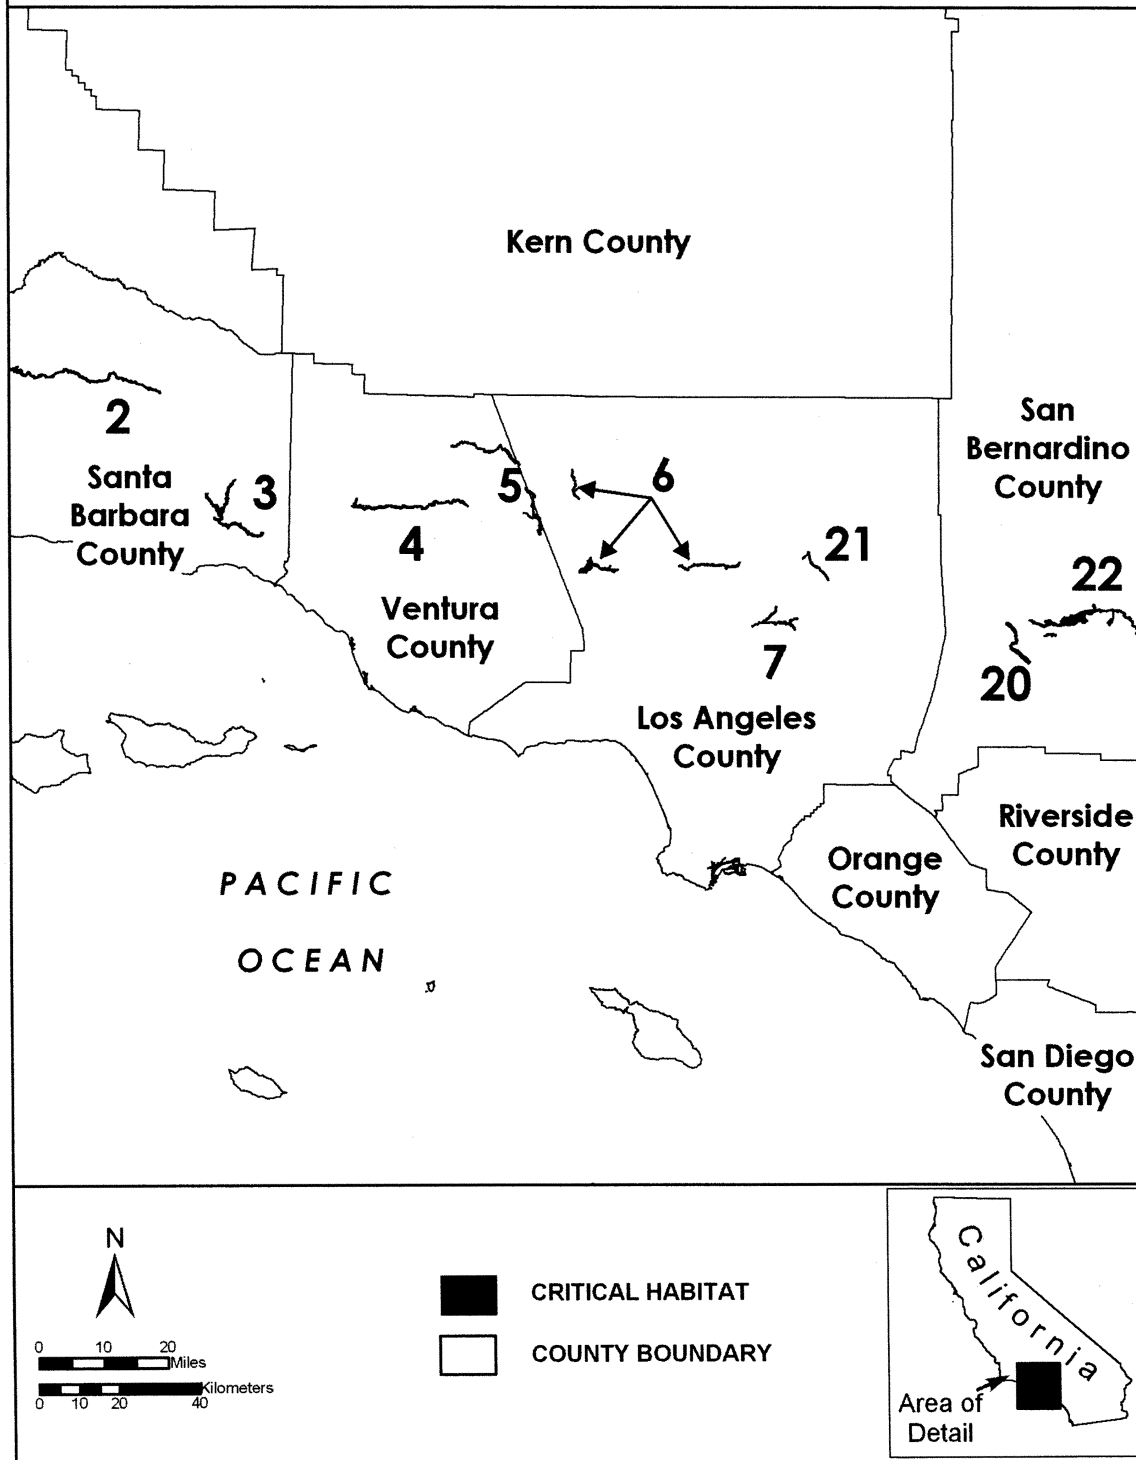 Kern County
San
Bernardino
County
2
Santa
Barbara
County
3
5
4
6
21
22
Ventura
County
7
20
Los Angeles
County
Riverside
County
Orange
County
PACIFIC
OCEAN
San Diego
County
N
0 10 20
Miles
Kilometers
0 10 20 40
CRITICAL HABITAT
COUNTY BOUNDARY
California
Area of
Detail